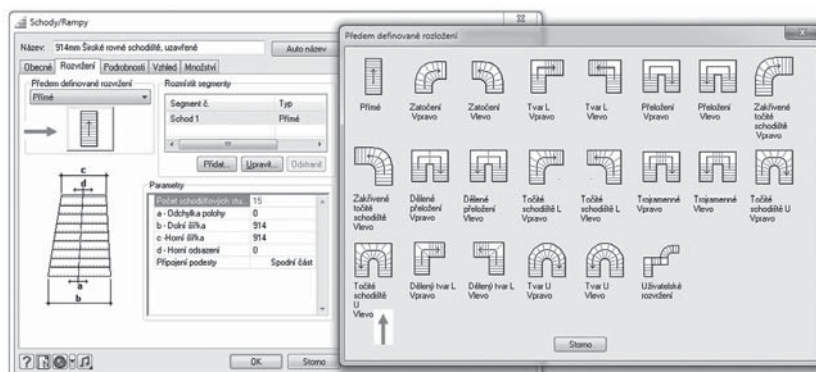 Schody/Rampy
Název: 914mm Široké rovné schodiště, uzavřené
Auto název
Obecné Rozvržení Podrobnosti Vzhled Množství
Předem definované rozvržení
Přímé
Rozmístit segmenty
Segment č. Typ
Schod 1 Přímé
Přidat... Upravit... Odstranit
c
d
a
b
Parametry
Počet schodišťových stu... 15
a - Odchylka polohy 0
b - Dolní šířka 914
c - Horní šířka 914
d - Horní odsazení 0
Připojení podesty Spodní část
OK Storno
Předem definované rozložení
Přímé
Zatočení
Vpravo
Zatočení
Vlevo
Tvar L
Vpravo
Tvar L
Vlevo
Přeložení
Vpravo
Přeložení
Vlevo
Zakřivené
točité
schodiště
Vpravo
Zakřivené
točité
schodiště
Vlevo
Dělené
přeložení
Vpravo
Dělené
přeložení
Vlevo
Točité
schodiště L
Vpravo
Točité
schodiště L
Vlevo
Trojramenné
Vpravo
Trojramenné
Vlevo
Točité
schodiště U
Vpravo
Točité
schodiště
U
Vlevo
Dělený tvar L
Vpravo
Dělený tvar L
Vlevo
Tvar U
Vpravo
Tvar U
Vlevo
Uživatelské
rozvržení
Storno